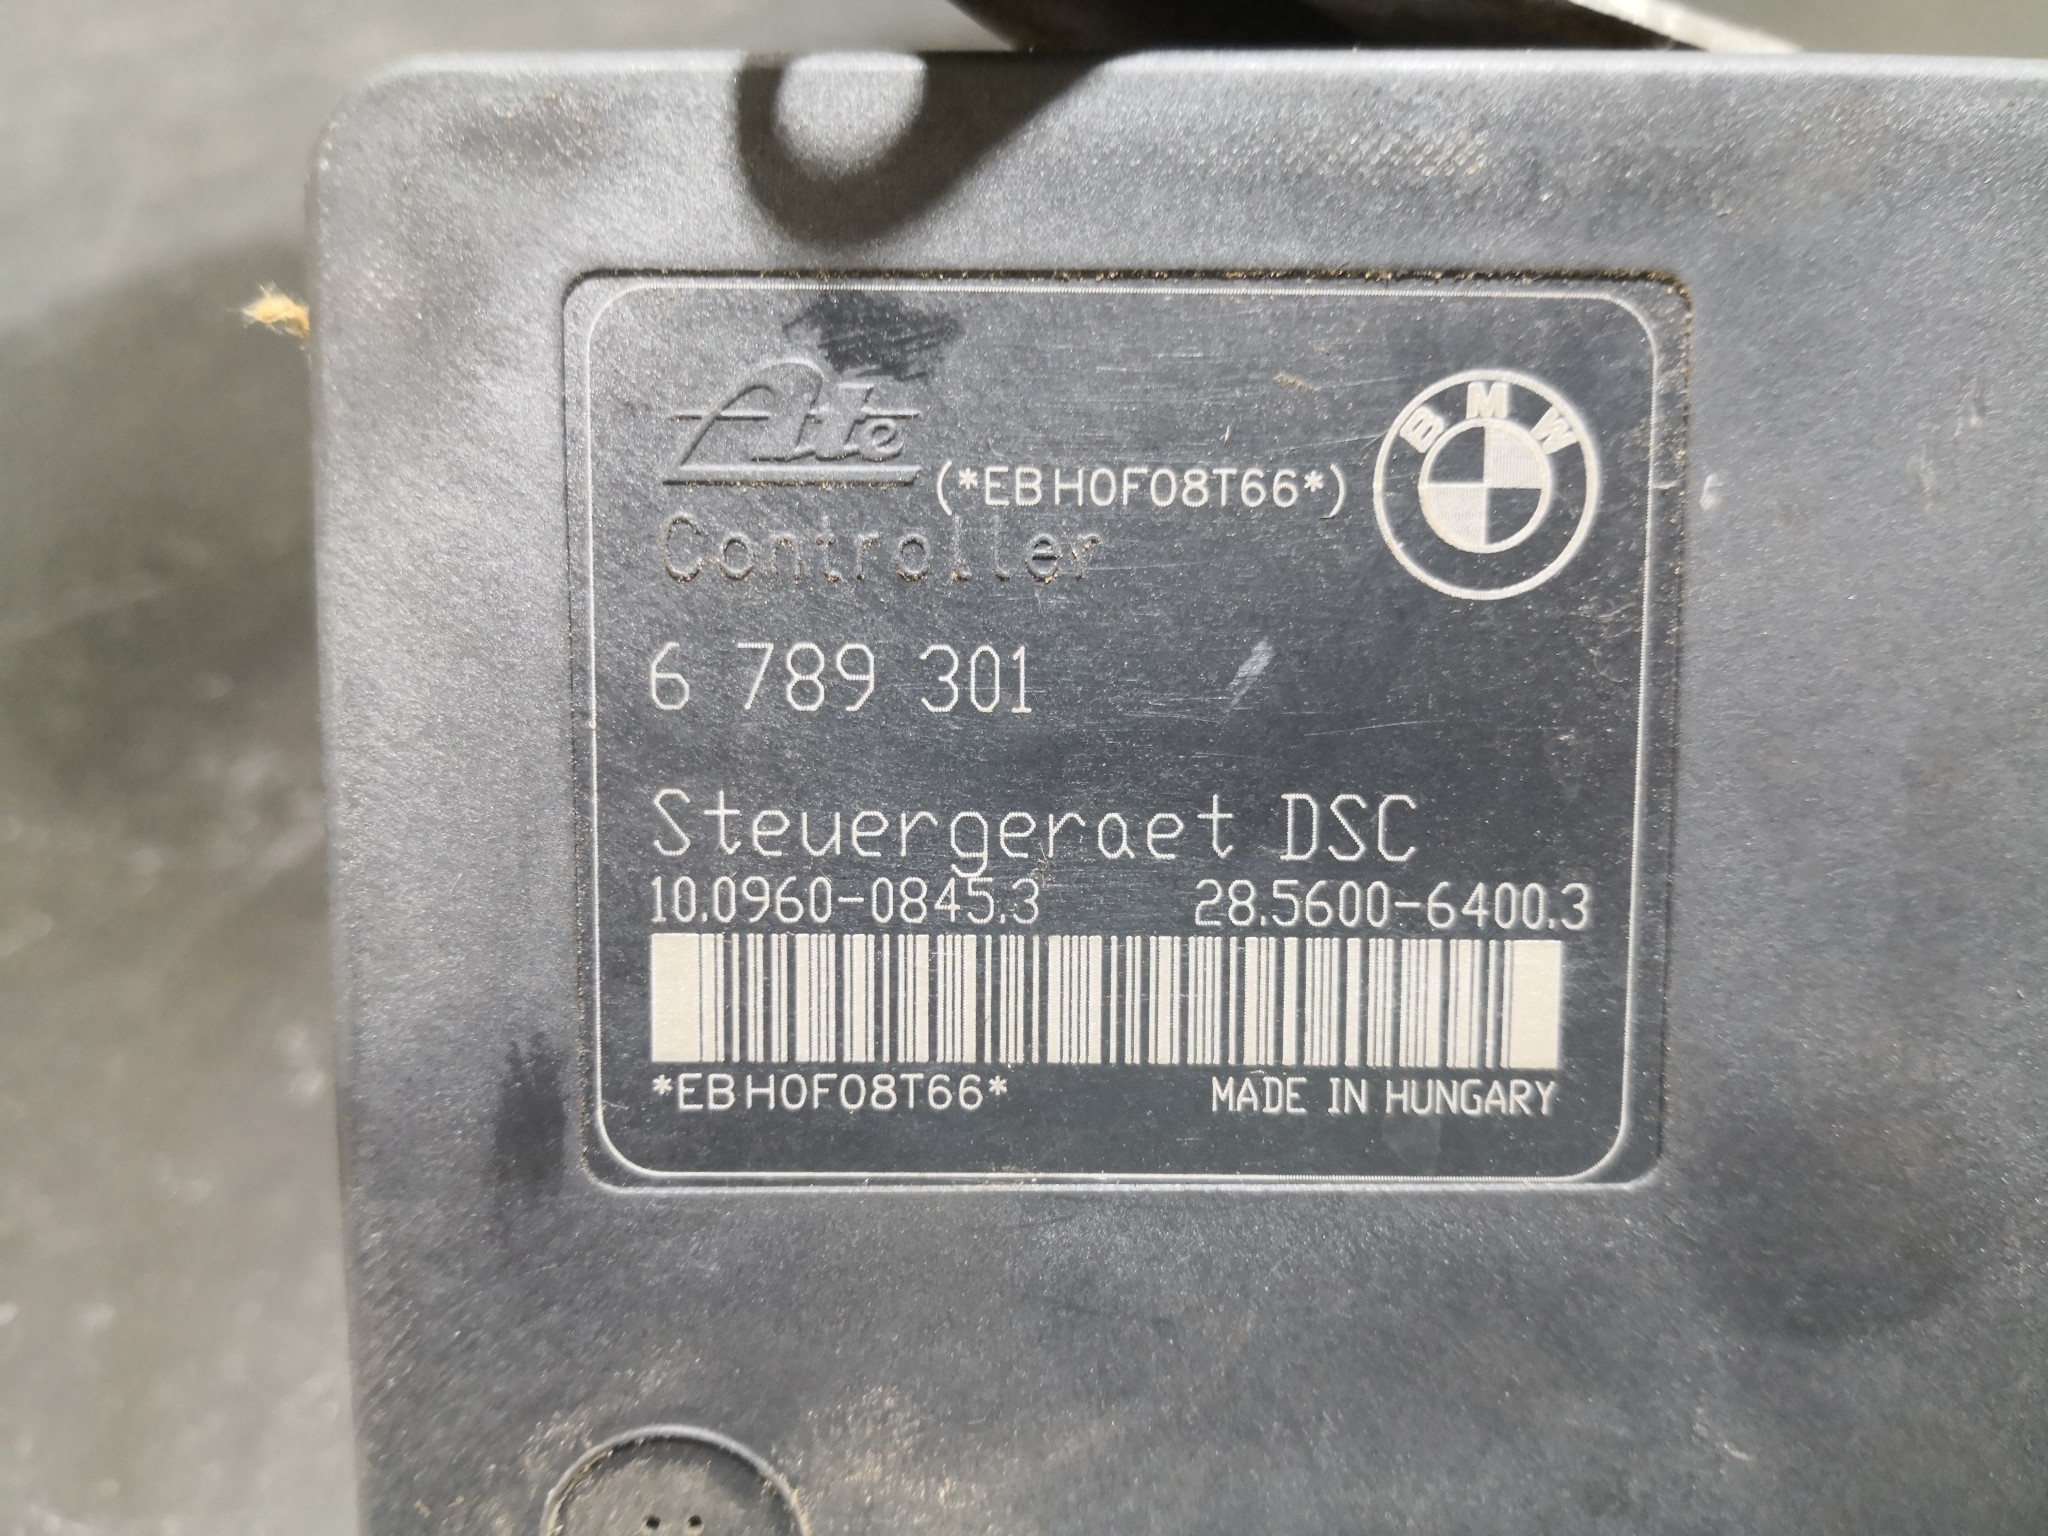 Ate
(*EBH0F08T66*)
BMW
Controller
6 789 301
Steuergeraet DSC
10.0960-0845.3 28.5600-6400.3
*EBH0F08T66* MADE IN HUNGARY